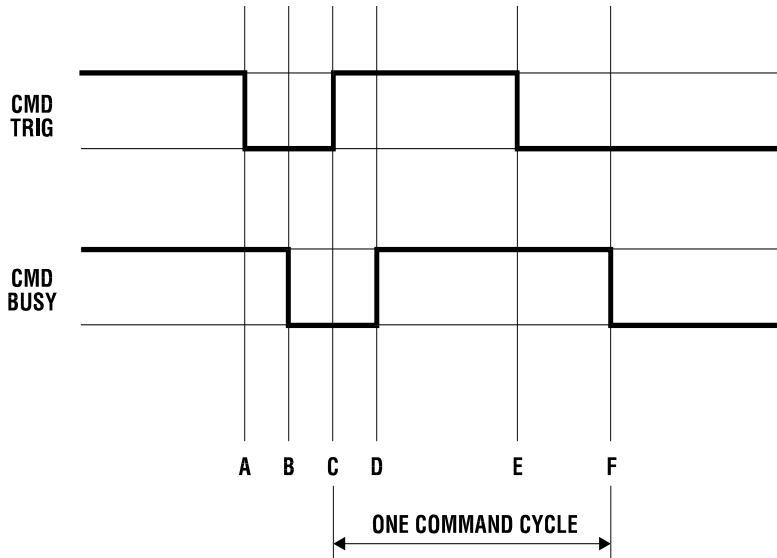 CMD
TRIG
CMD
BUSY
A B C D E F
ONE COMMAND CYCLE